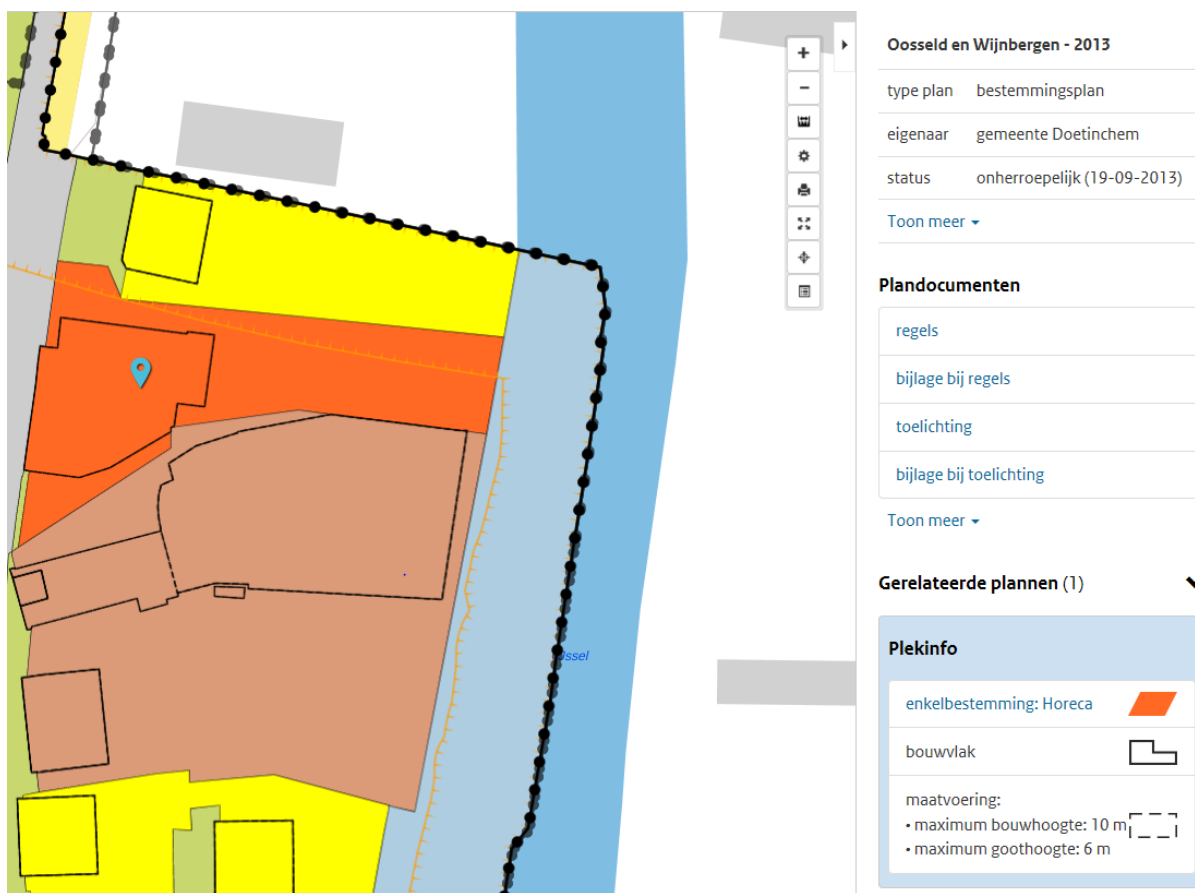 Oosseld en Wijnbergen - 2013
type plan bestemmingsplan
eigenaar gemeente Doetinchem
status onherroepelijk (19-09-2013)
Toon meer
Plandocumenten
regels
bijlage bij regels
toelichting
bijlage bij toelichting
Toon meer
Gerelateerde plannen (1)
Plekinfo
enkelbestemming: Horeca
bouwvlak
maatvoering:
• maximum bouwhoogte: 10 m
• maximum goothoogte: 6 m